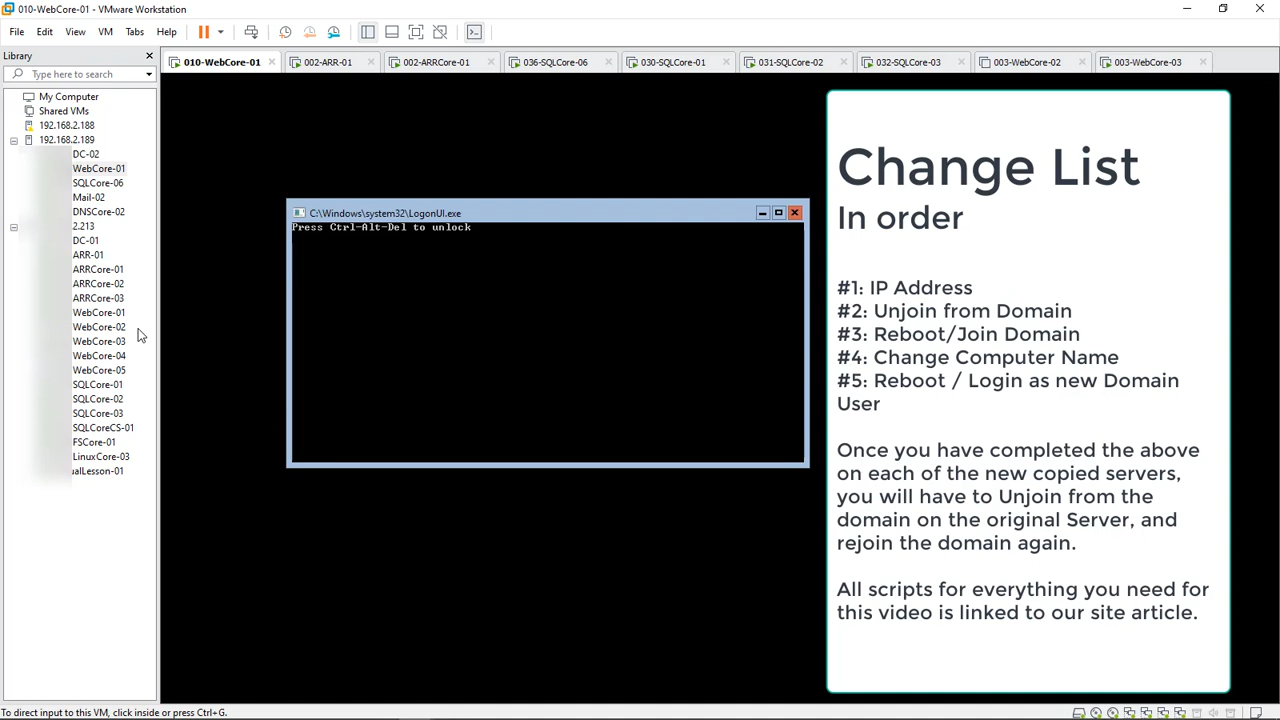 010-WebCore-01 - VMware Workstation
File Edit View VM Tabs Help
Library
Type here to search
My Computer
Shared VMs
192.168.2.188
192.168.2.189
DC-02
WebCore-01
SQLCore-06
Mail-02
DNSCore-02
2.213
DC-01
ARR-01
ARRCore-01
ARRCore-02
ARRCore-03
WebCore-01
WebCore-02
WebCore-03
WebCore-04
WebCore-05
SQLCore-01
SQLCore-02
SQLCore-03
SQLCoreCS-01
FSCore-01
LinuxCore-03
ualLesson-01
010-WebCore-01 002-ARR-01 002-ARRCore-01 036-SQLCore-06 030-SQLCore-01 031-SQLCore-02 032-SQLCore-03 003-WebCore-02 003-WebCore-03
C:\Windows\system32\LogonUI.exe
Press Ctrl-Alt-Del to unlock
Change List
In order
#1: IP Address
#2: Unjoin from Domain
#3: Reboot/Join Domain
#4: Change Computer Name
#5: Reboot / Login as new Domain
User
Once you have completed the above
on each of the new copied servers,
you will have to Unjoin from the
domain on the original Server, and
rejoin the domain again.
All scripts for everything you need for
this video is linked to our site article.
To direct input to this VM, click inside or press Ctrl+G.